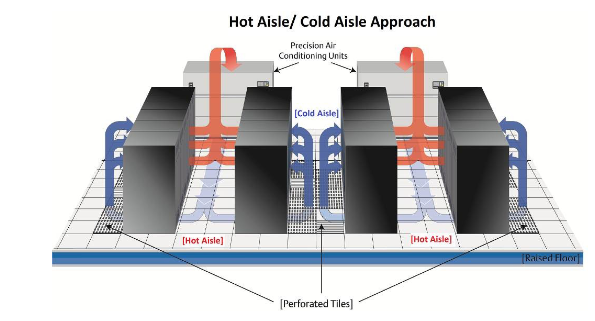 Hot Aisle/ Cold Aisle Approach
Precision Air
Conditioning Units
[Cold Aisle]
[Hot Aisle]
[Hot Aisle]
[Raised Floor]
[Perforated Tiles]